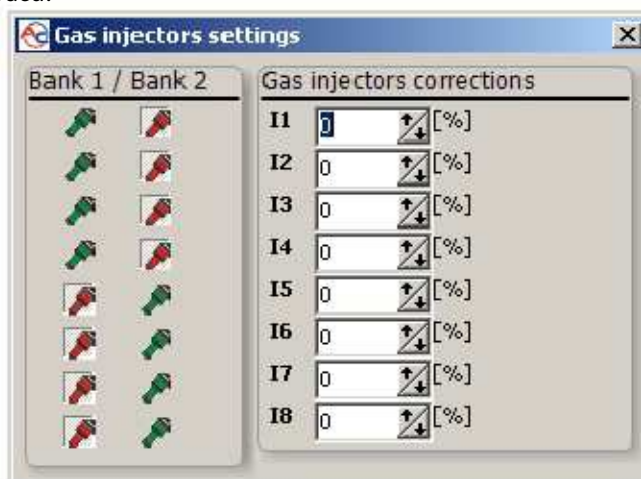 Gas injectors settings
Bank 1 / Bank 2
Gas injectors corrections
I1 0 [%]
I2 0 [%]
I3 0 [%]
I4 0 [%]
I5 0 [%]
I6 0 [%]
I7 0 [%]
I8 0 [%]